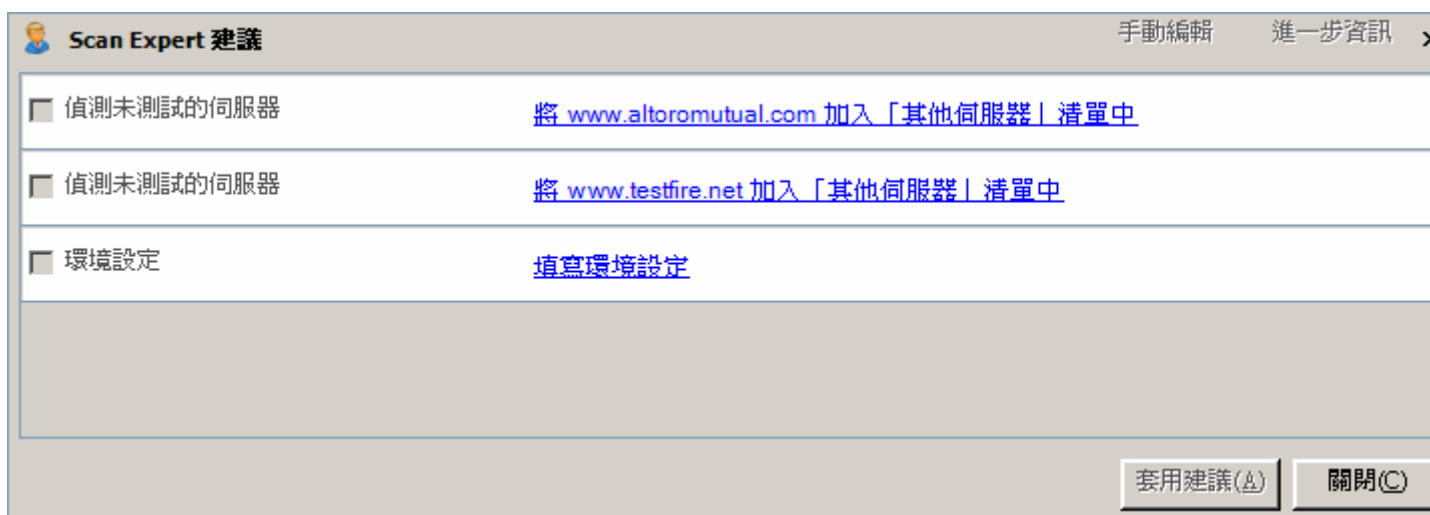 Scan Expert 建議
手動編輯 進一步資訊
偵測未測試的伺服器 將 www.altoromutual.com 加入「其他伺服器」清單中
偵測未測試的伺服器 將 www.testfire.net 加入「其他伺服器」清單中
環境設定 填寫環境設定
套用建議(A) 關閉(C)